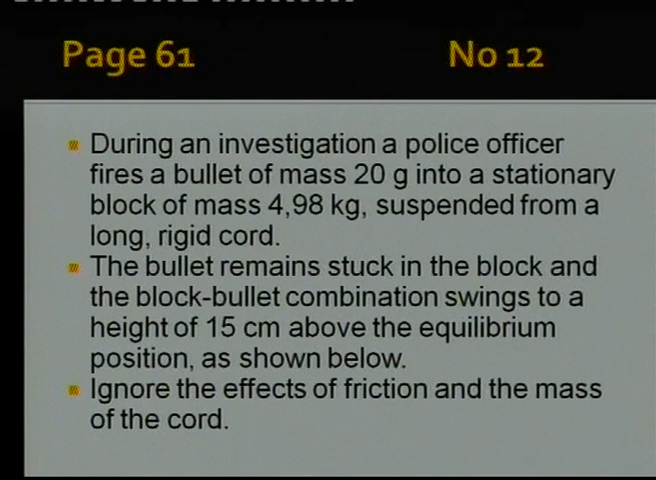 Page 61 No 12
During an investigation a police officer
fires a bullet of mass 20 g into a stationary
block of mass 4,98 kg, suspended from a
long, rigid cord.
The bullet remains stuck in the block and
the block-bullet combination swings to a
height of 15 cm above the equilibrium
position, as shown below.
Ignore the effects of friction and the mass
of the cord.